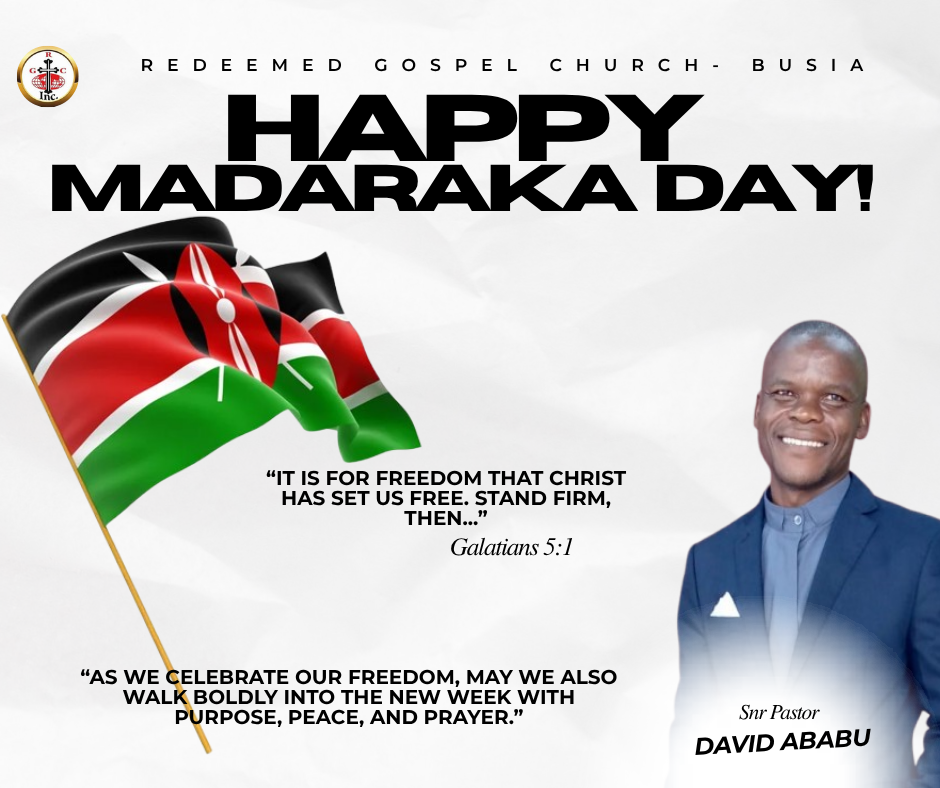 R
G C
Inc.
REDEEMED GOSPEL CHURCH- BUSIA
HAPPY
MADARAKA DAY!
“IT IS FOR FREEDOM THAT CHRIST
HAS SET US FREE. STAND FIRM,
THEN...”
Galatians 5:1
“AS WE CELEBRATE OUR FREEDOM, MAY WE ALSO
WALK BOLDLY INTO THE NEW WEEK WITH
PURPOSE, PEACE, AND PRAYER.”
Snr Pastor
DAVID ABABU